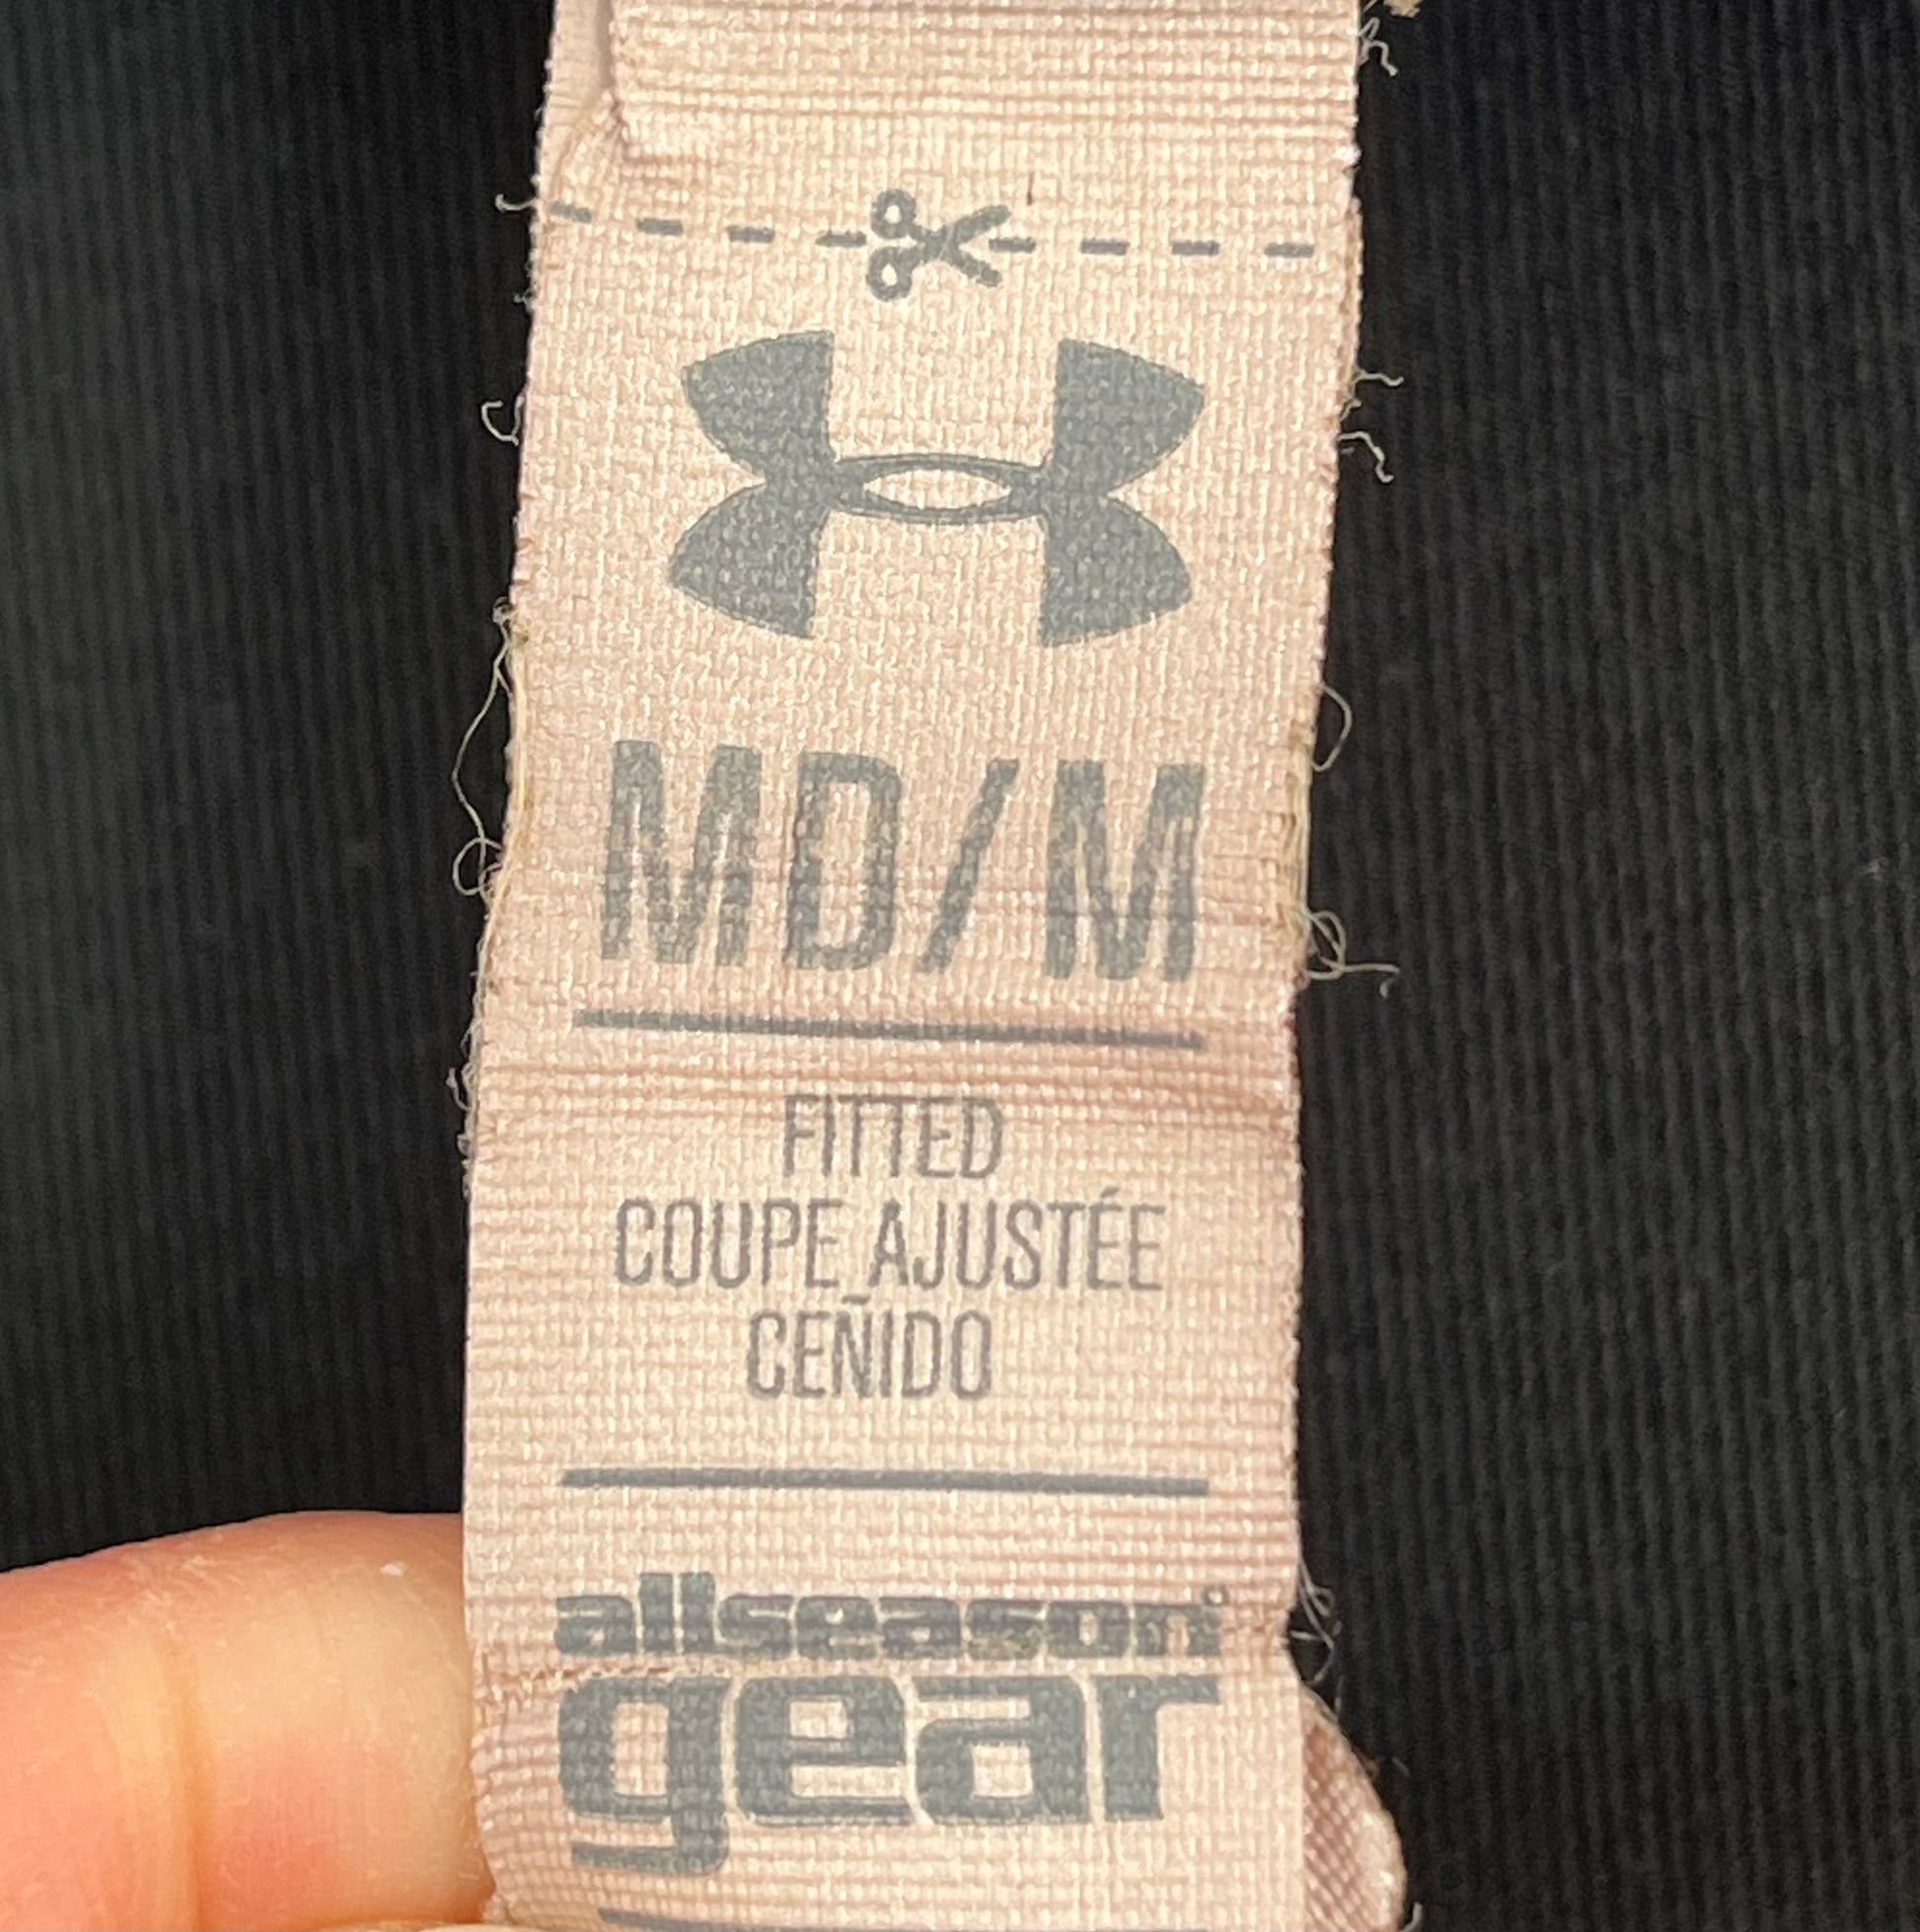 MD/M
FITTED
COUPE AJUSTÉE
CEÑIDO
allseason
gear